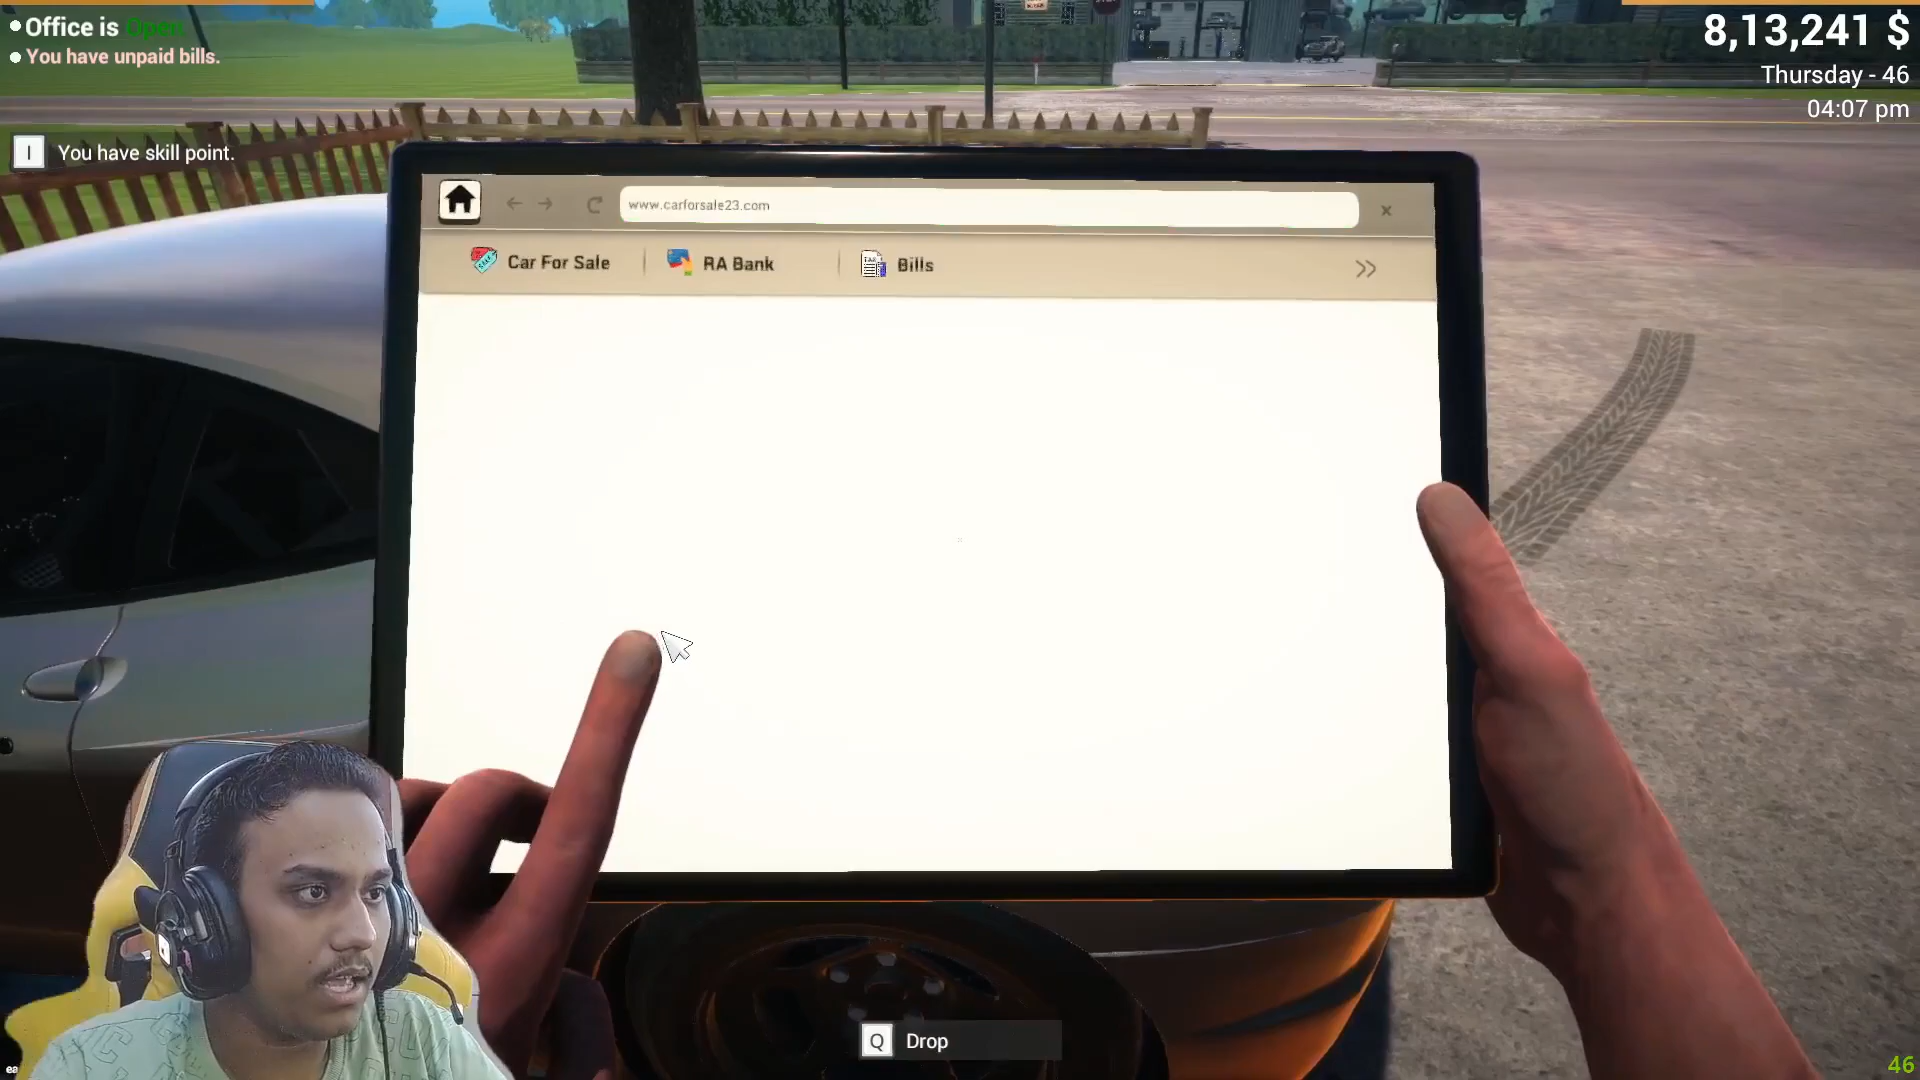 Office is Open
You have unpaid bills.
8,13,241 $
Thursday - 46
04:07 pm
I You have skill point.
www.carforsale23.com
Car For Sale
RA Bank
Bills
Q Drop
46